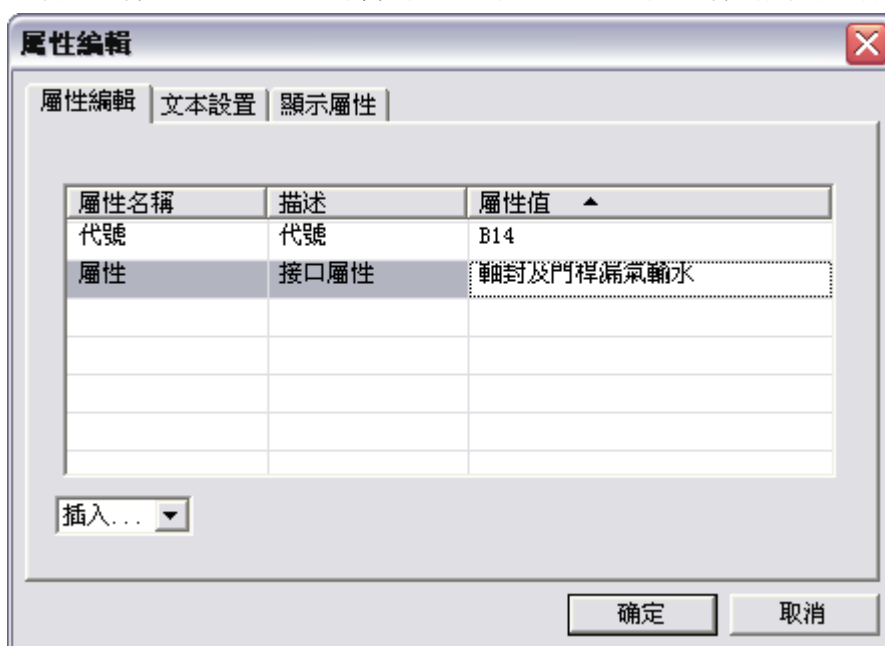 屬性編輯
屬性編輯 文本設置 顯示屬性
屬性名稱 描述 屬性值
代號 代號 B14
屬性 接口屬性 軸封及門桿漏氣輸水
插入...
确定 取消